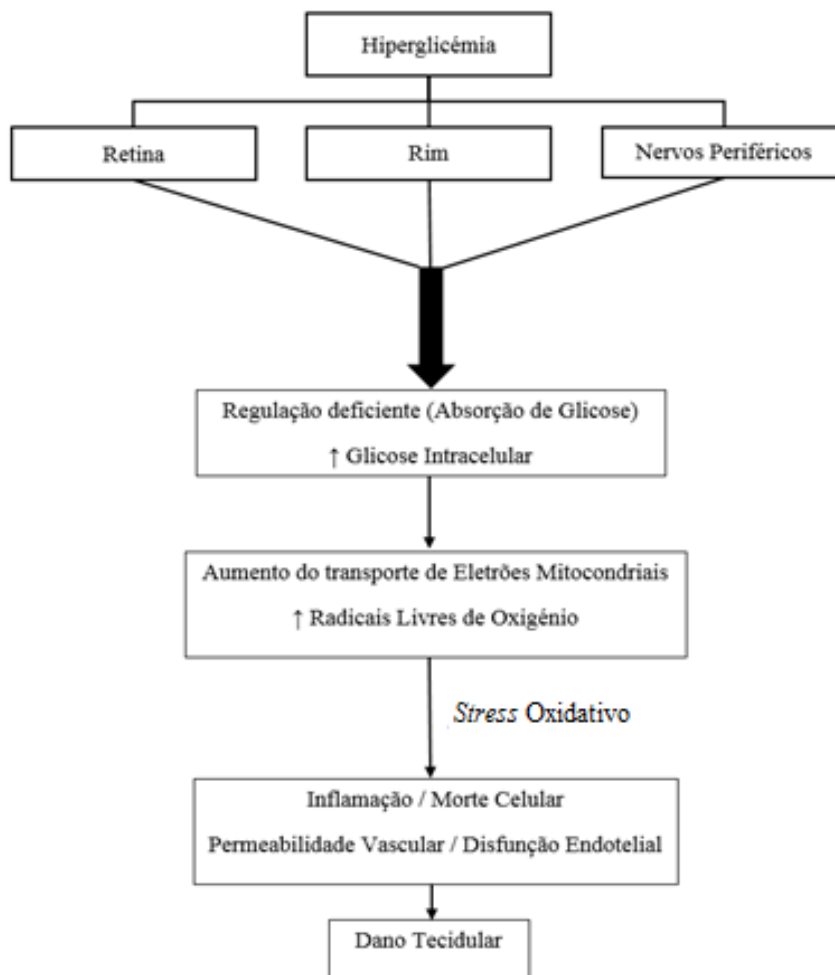 Hiperglicémia
Retina
Rim
Nervos Periféricos
Regulação deficiente (Absorção de Glicose)
↑ Glicose Intracelular
Aumento do transporte de Eletrões Mitocondriais
↑ Radicais Livres de Oxigénio
Stress Oxidativo
Inflamação / Morte Celular
Permeabilidade Vascular / Disfunção Endotelial
Dano Tecidular